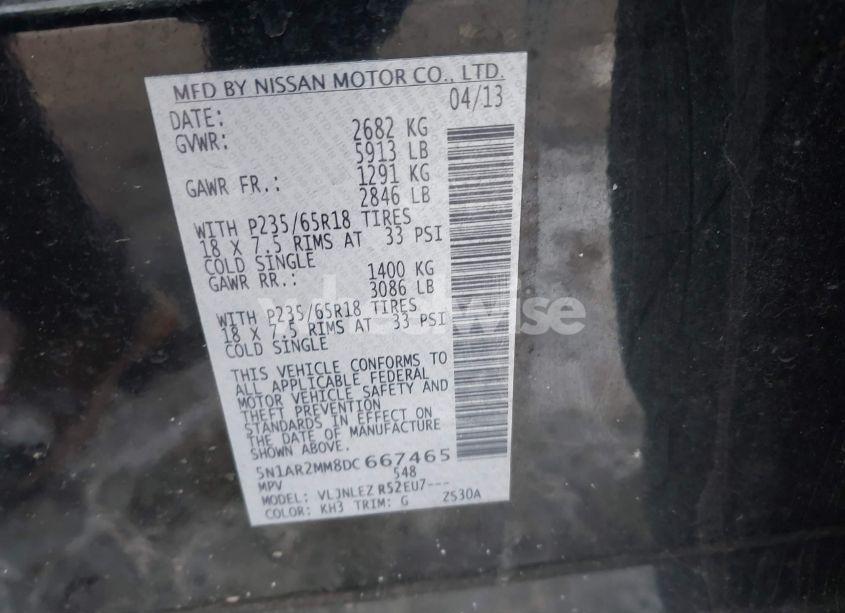 MFD BY NISSAN MOTOR CO., LTD.
DATE: 04/13
GVWR: 2682 KG
5913 LB
GAWR FR.: 1291 KG
2846 LB
WITH P235/65R18 TIRES
18 X 7.5 RIMS AT 33 PSI
COLD SINGLE
GAWR RR.: 1400 KG
3086 LB
WITH P235/65R18 TIRES
18 X 7.5 RIMS AT 33 PSI
COLD SINGLE
THIS VEHICLE CONFORMS TO
ALL APPLICABLE FEDERAL
MOTOR VEHICLE SAFETY AND
THEFT PREVENTION
STANDARDS IN EFFECT ON
THE DATE OF MANUFACTURE
SHOWN ABOVE.
5N1AR2MM8DC667465
MPV 548
MODEL: VLJNLEZ R52EU7---
COLOR: KH3 TRIM: G ZS30A
wheelwise